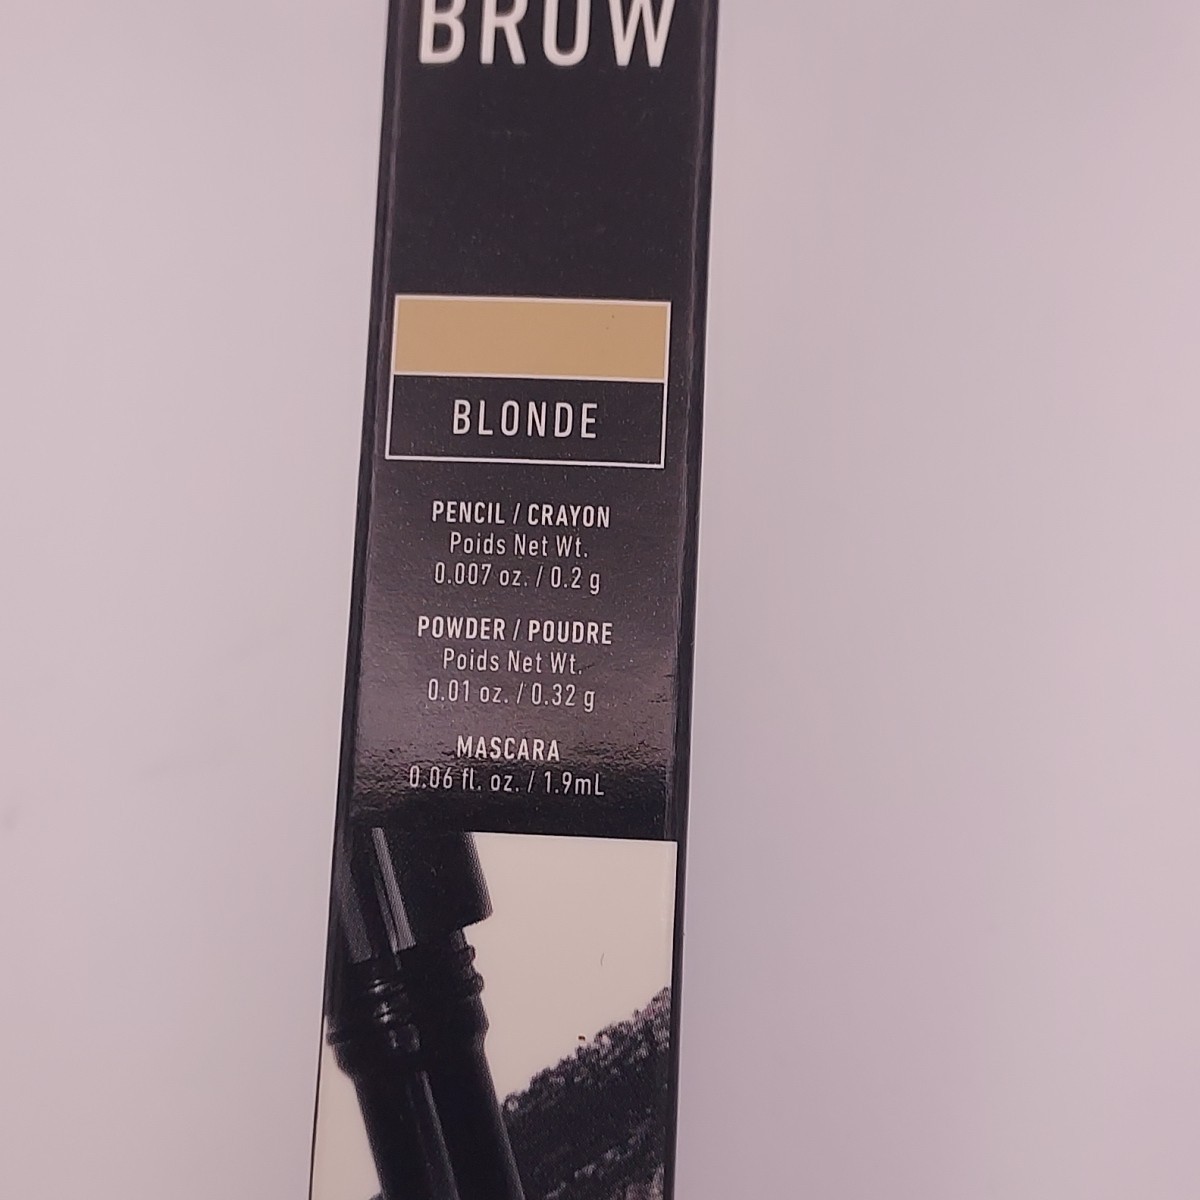 BROW
BLONDE
PENCIL / CRAYON
Poids Net Wt.
0.007 oz. / 0.2 g
POWDER / POUDRE
Poids Net Wt.
0.01 oz. / 0.32 g
MASCARA
0.06 fl. oz. / 1.9mL